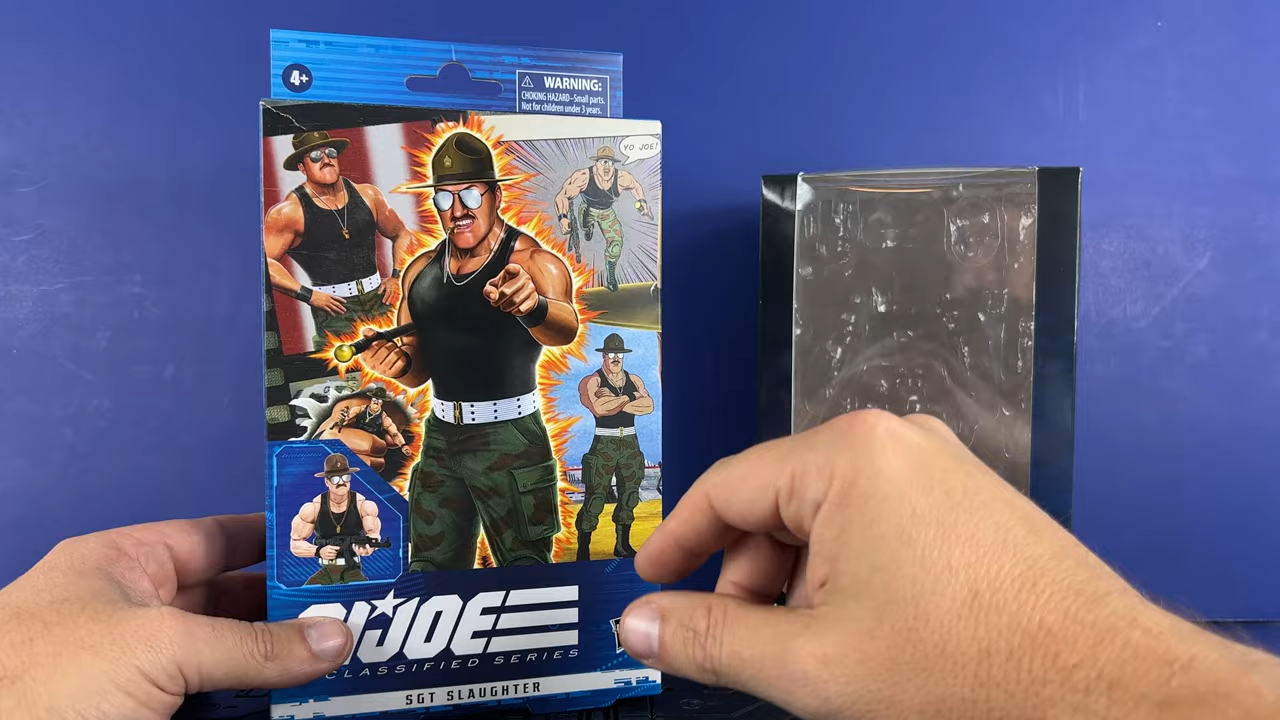 4+
WARNING:
CHOKING HAZARD–Small parts.
Not for children under 3 years.
YO JOE!
G.I.JOE
CLASSIFIED SERIES
SGT SLAUGHTER